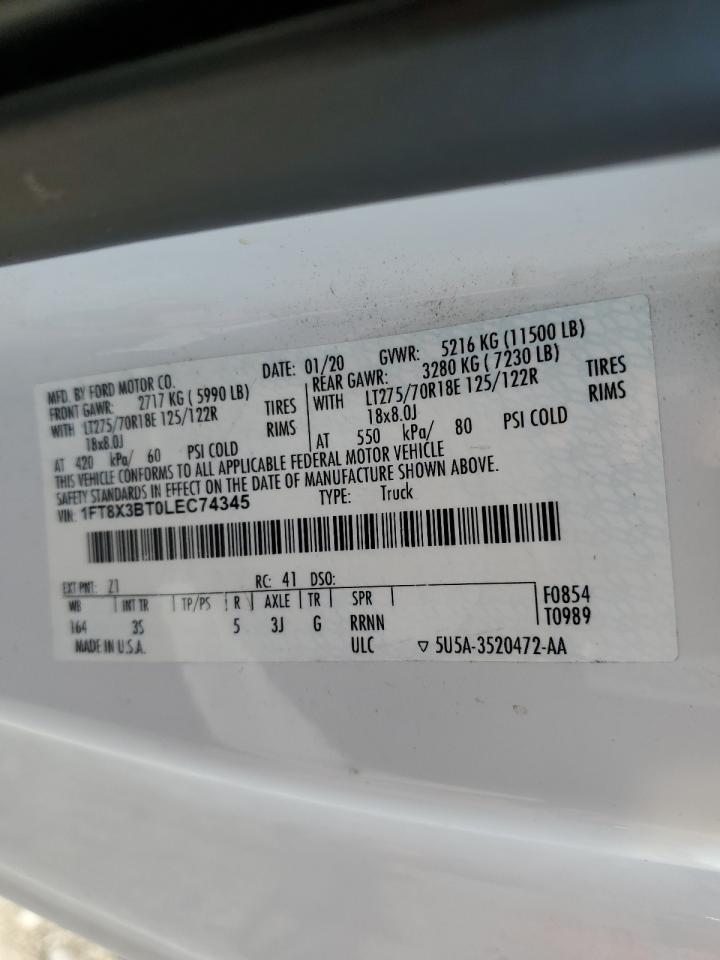 MFD. BY FORD MOTOR CO. DATE: 01/20 GVWR: 5216 KG (11500 LB)
FRONT GAWR: 2717 KG ( 5990 LB) REAR GAWR: 3280 KG ( 7230 LB)
WITH LT275/70R18E 125/122R TIRES WITH LT275/70R18E 125/122R TIRES
18x8.0J RIMS 18x8.0J RIMS
AT 420 kPa/ 60 PSI COLD AT 550 kPa/ 80 PSI COLD
THIS VEHICLE CONFORMS TO ALL APPLICABLE FEDERAL MOTOR VEHICLE
SAFETY STANDARDS IN EFFECT ON THE DATE OF MANUFACTURE SHOWN ABOVE.
VIN: 1FT8X3BT0LEC74345 TYPE: Truck
EXT PNT: Z1 RC: 41 DSO:
WB INT TR TP/PS R AXLE TR SPR F0854
164 3S 5 3J G RRNN T0989
MADE IN U.S.A. ULC ▽ 5U5A-3520472-AA